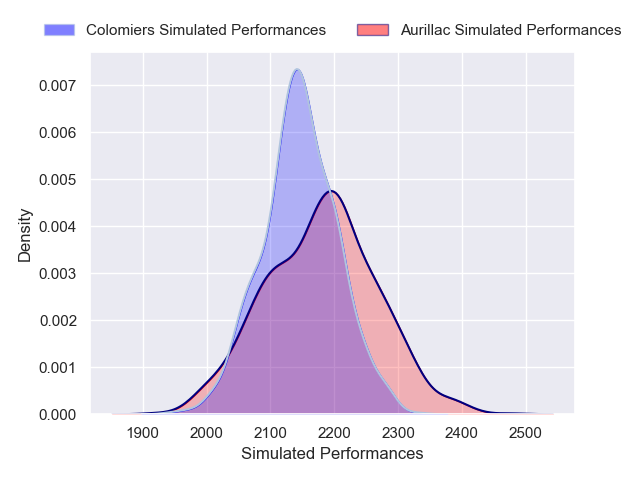 Colomiers Simulated Performances Aurillac Simulated Performances
0.007
0.006
0.005
0.004
0.003
0.002
0.001
0.000
Density
1900 2000 2100 2200 2300 2400 2500
Simulated Performances